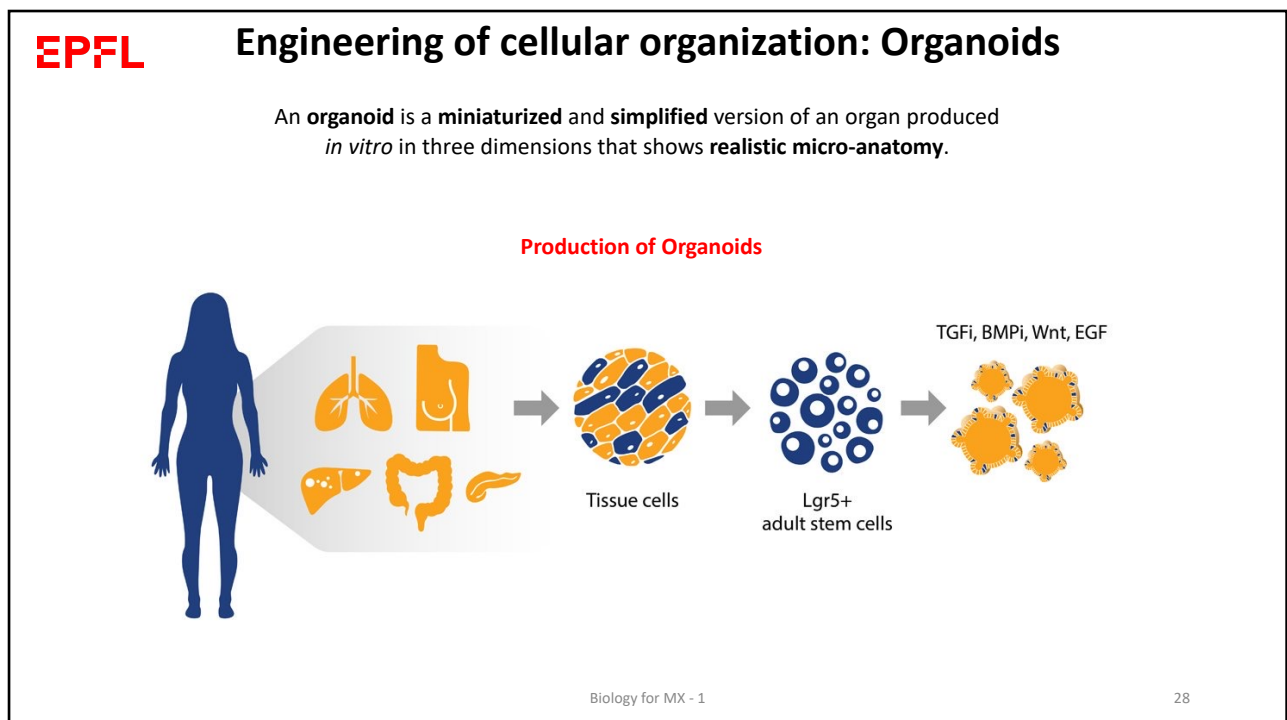 EPFL
Engineering of cellular organization: Organoids
An organoid is a miniaturized and simplified version of an organ produced
in vitro in three dimensions that shows realistic micro-anatomy.
Production of Organoids
TGFi, BMPi, Wnt, EGF
Tissue cells
Lgr5+
adult stem cells
Biology for MX - 1
28